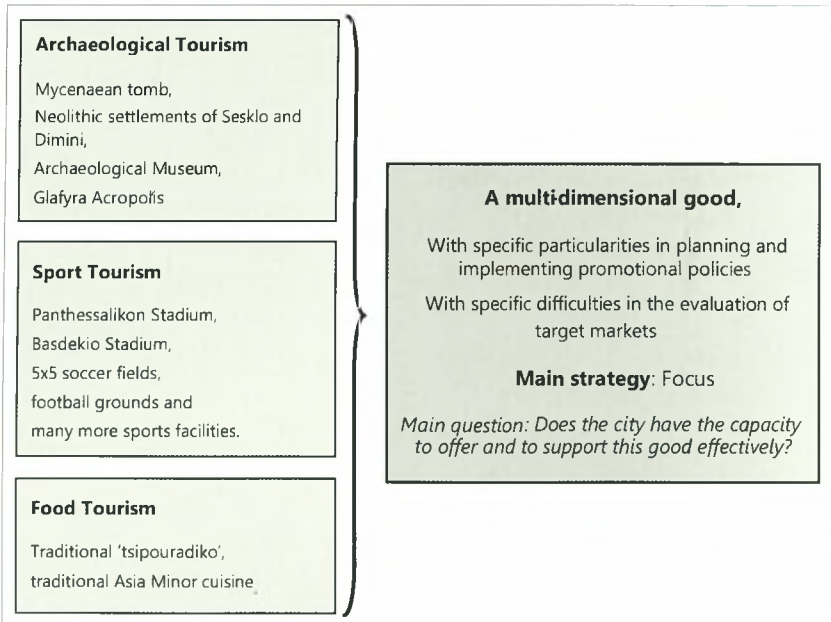 Archaeological Tourism
Mycenaean tomb,
Neolithic settlements of Sesklo and
Dimini,
Archaeological Museum,
Glafyra Acropolis
Sport Tourism
Panthessalikon Stadium,
Basdekio Stadium,
5x5 soccer fields,
football grounds and
many more sports facilities.
Food Tourism
Traditional 'tsipouradiko',
traditional Asia Minor cuisine
A multi-dimensional good,
With specific particularities in planning and
implementing promotional policies
With specific difficulties in the evaluation of
target markets
Main strategy: Focus
Main question: Does the city have the capacity
to offer and to support this good effectively?